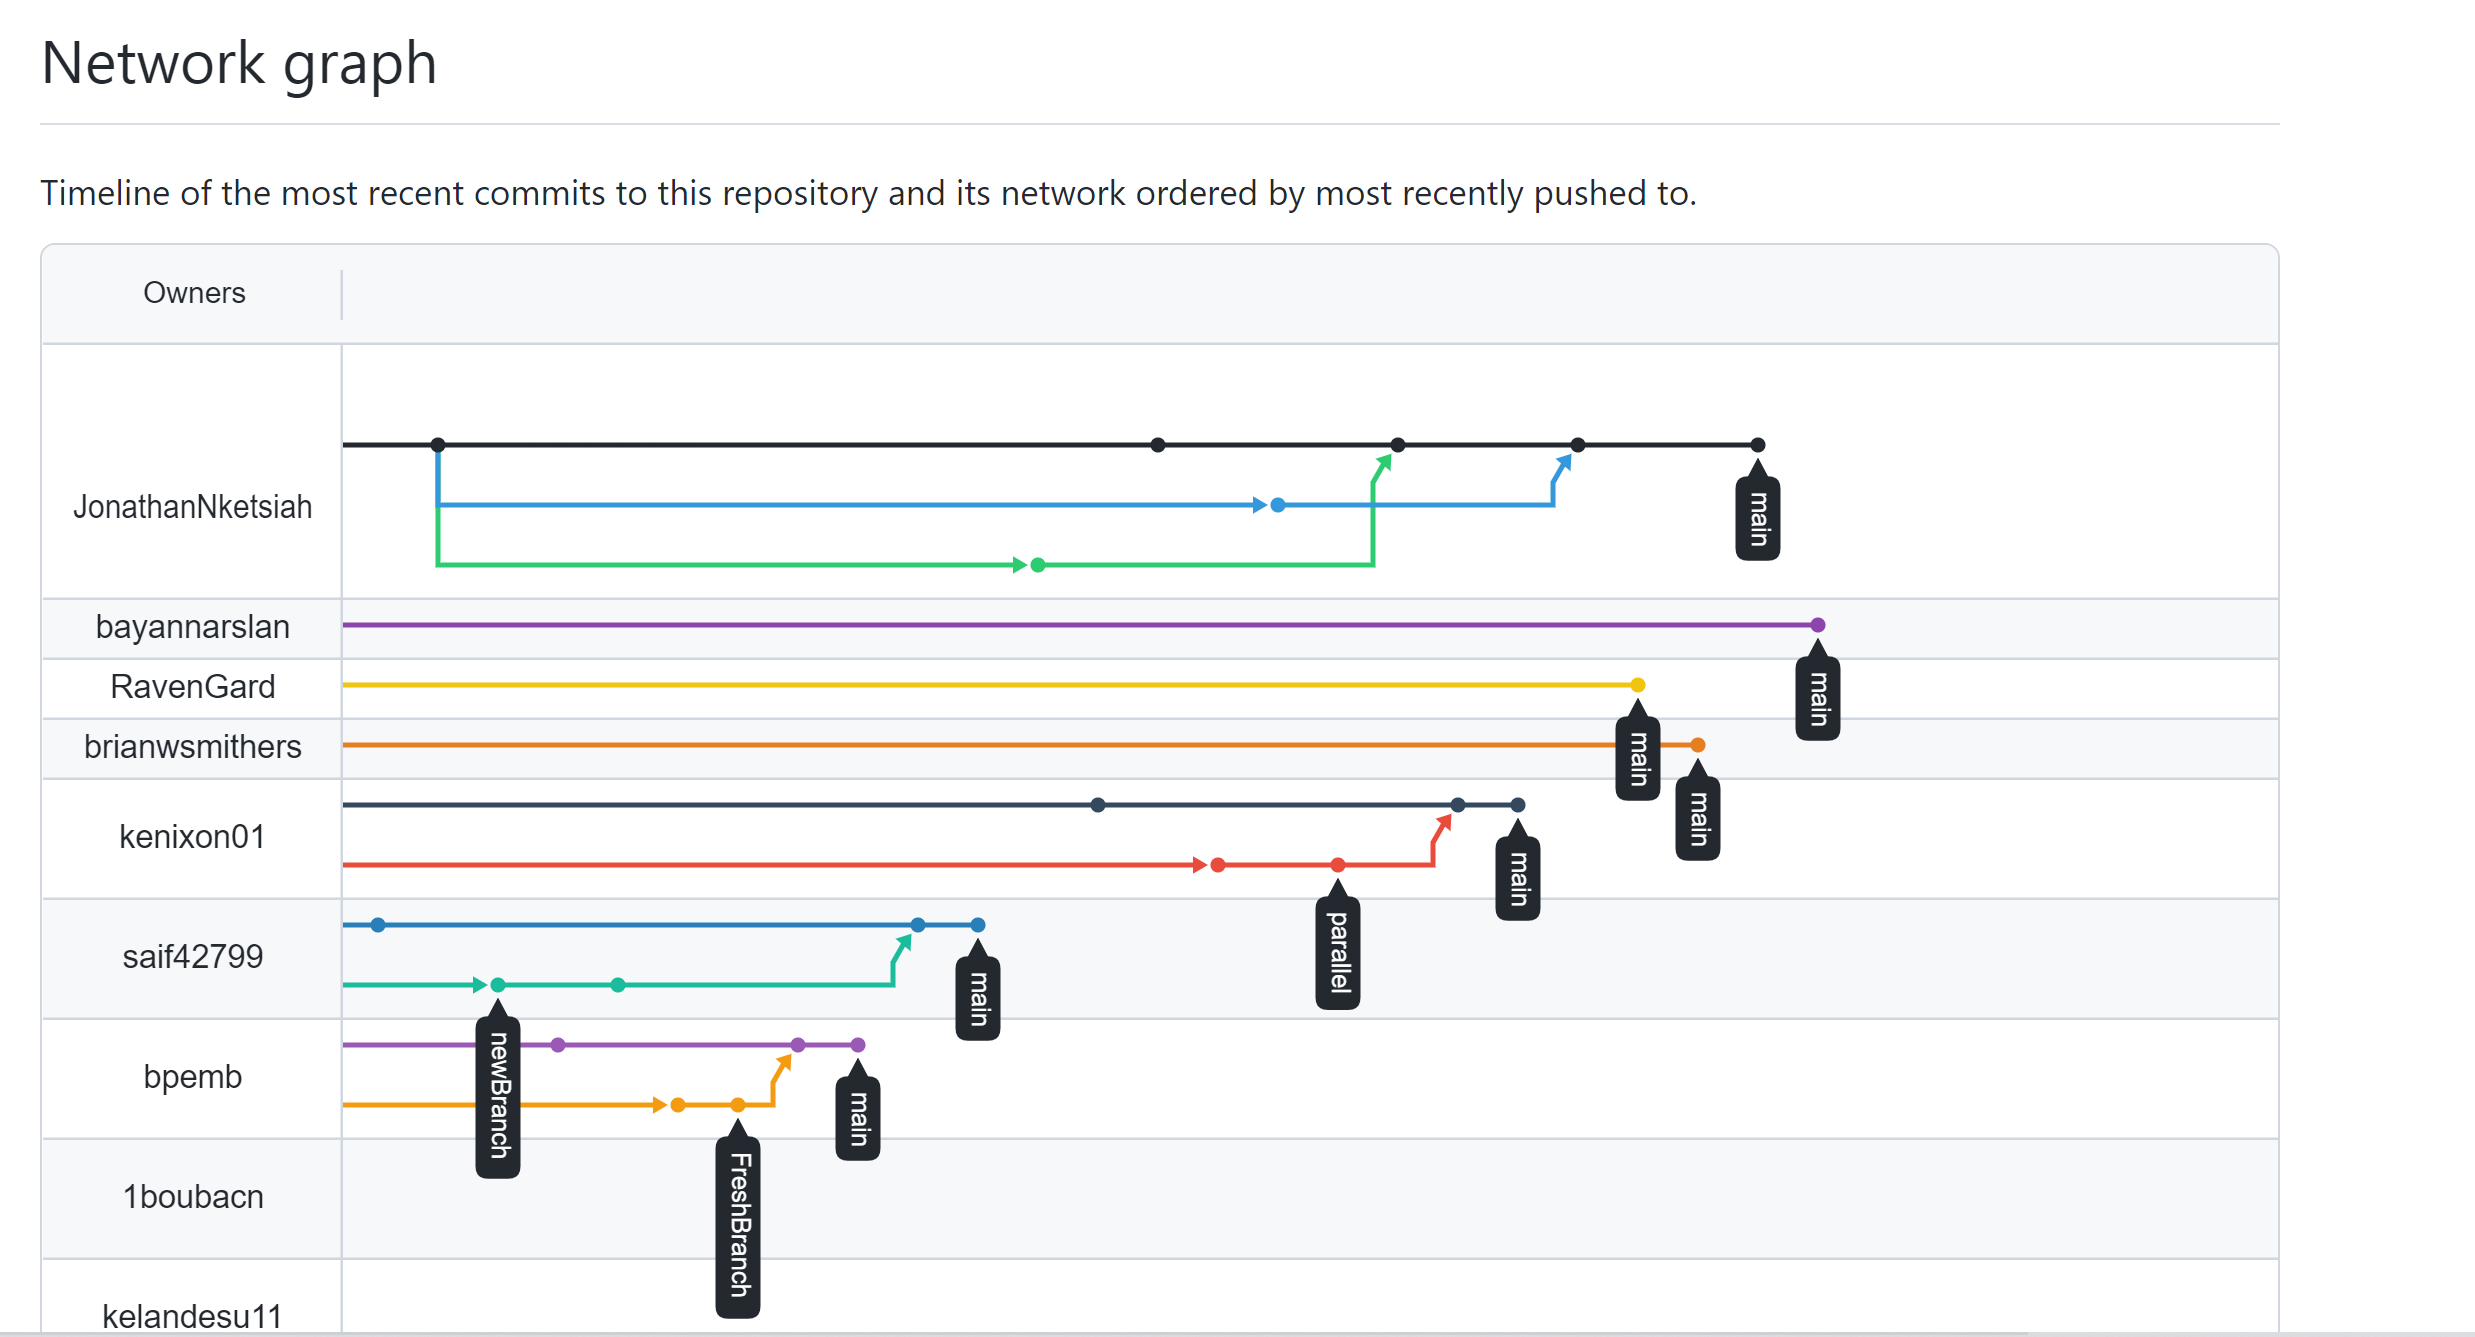 Network graph
Timeline of the most recent commits to this repository and its network ordered by most recently pushed to.
Owners
JonathanNketsiah
main
bayannarslan
main
RavenGard
main
brianwsmithers
main
kenixon01
main
parallel
saif42799
main
newBranch
bpemb
main
FreshBranch
1boubacn
kelandesu11